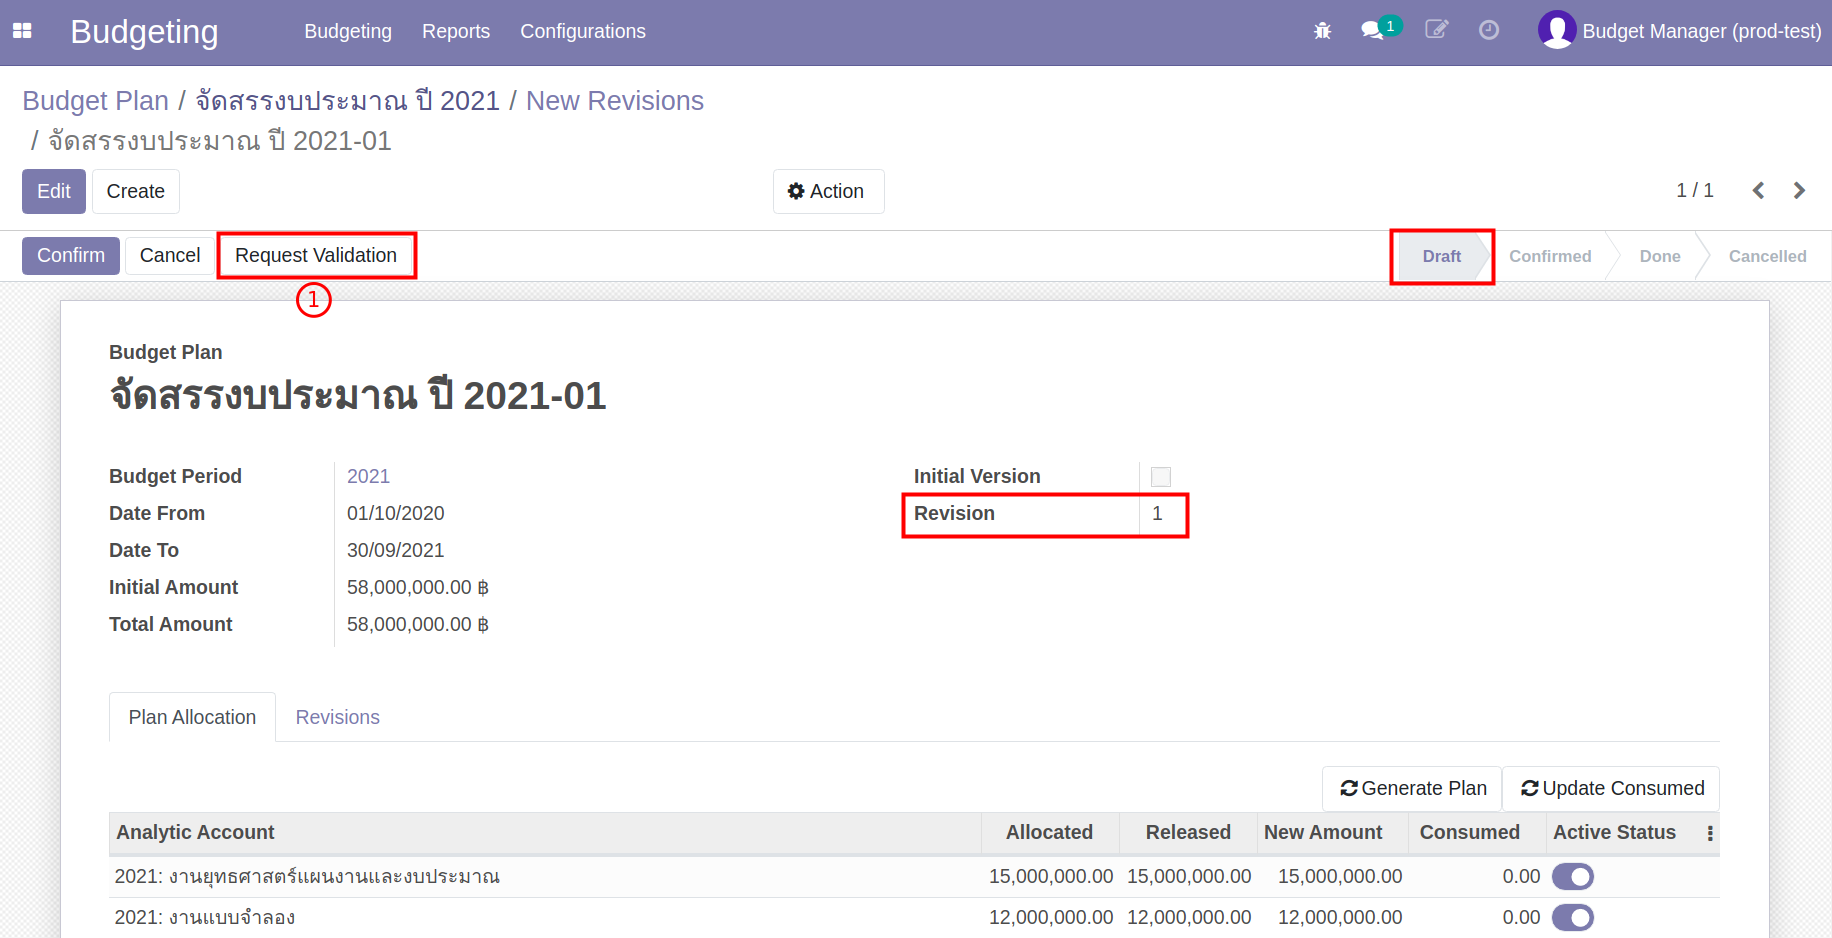 Budgeting Budgeting Reports Configurations 1 Budget Manager (prod-test)
Budget Plan / จัดสรรงบประมาณ ปี 2021 / New Revisions
/ จัดสรรงบประมาณ ปี 2021-01
Edit Create Action 1 / 1
Confirm Cancel Request Validation Draft Confirmed Done Cancelled
1
Budget Plan
จัดสรรงบประมาณ ปี 2021-01
Budget Period 2021 Initial Version
Date From 01/10/2020 Revision 1
Date To 30/09/2021
Initial Amount 58,000,000.00 ฿
Total Amount 58,000,000.00 ฿
Plan Allocation Revisions
Generate Plan Update Consumed
Analytic Account Allocated Released New Amount Consumed Active Status
2021: งานยุทธศาสตร์แผนงานและงบประมาณ 15,000,000.00 15,000,000.00 15,000,000.00 0.00
2021: งานแบบจำลอง 12,000,000.00 12,000,000.00 12,000,000.00 0.00